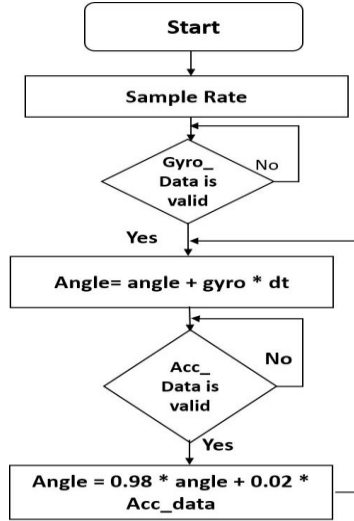 Start
Sample Rate
Gyro_
Data is
valid
No
Yes
Angle= angle + gyro * dt
Acc_
Data is
valid
No
Yes
Angle = 0.98 * angle + 0.02 *
Acc_data